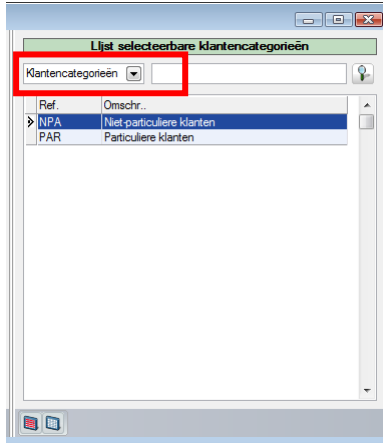 LIjst selecteerbare klantencategorieën
Klantencategorieën
Ref. Omschr..
NPA Niet-particuliere klanten
PAR Particuliere klanten